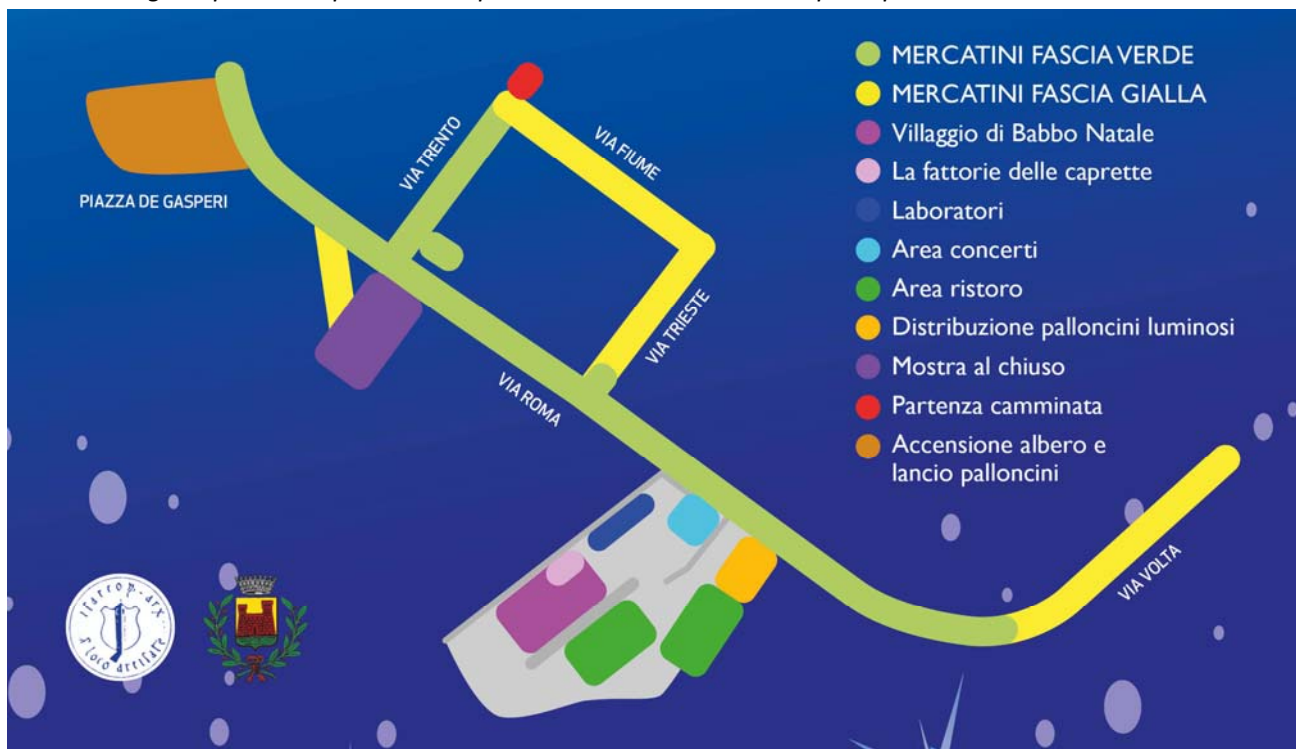 MERCATINI FASCIA VERDE
MERCATINI FASCIA GIALLA
Villaggio di Babbo Natale
La fattorie delle caprette
Laboratori
Area concerti
Area ristoro
Distribuzione palloncini luminosi
Mostra al chiuso
Partenza camminata
Accensione albero e
lancio palloncini
PIAZZA DE GASPERI
VIA TRENTO
VIA FIUME
VIA TRIESTE
VIA ROMA
VIA VOLTA